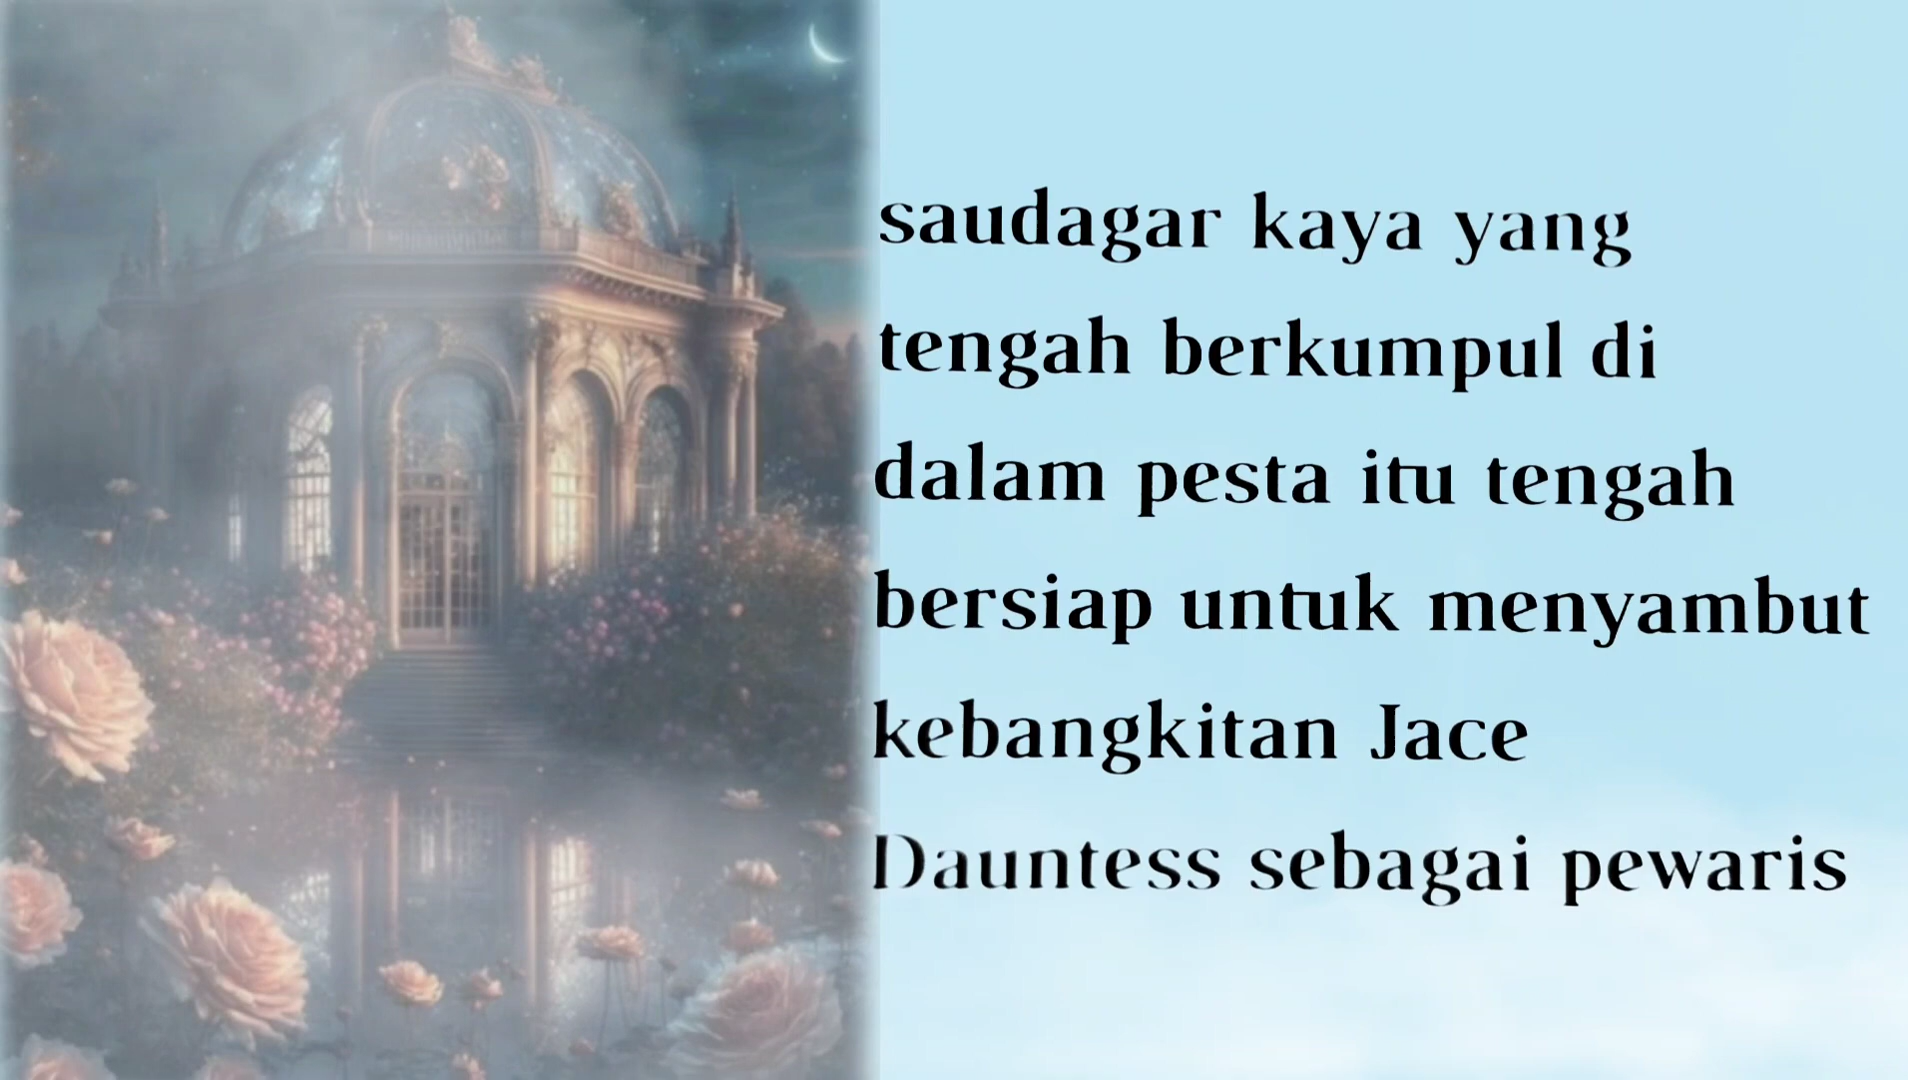 saudagar kaya yang
tengah berkumpul di
dalam pesta itu tengah
bersiap untuk menyambut
kebangkitan Jace
Dauntess sebagai pewaris